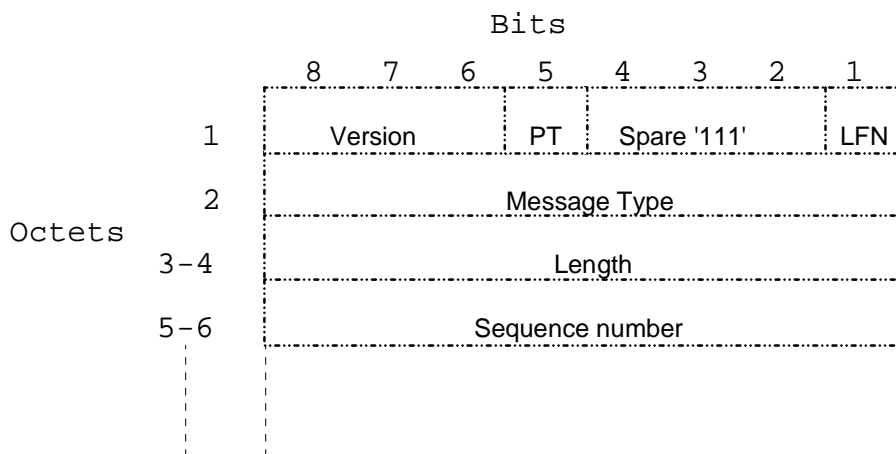 Bits
8 7 6 5 4 3 2 1
1 Version PT Spare '111' LFN
2 Message Type
Octets
3-4 Length
5-6 Sequence number